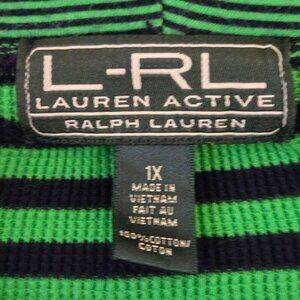 L-RL
LAUREN ACTIVE
RALPH LAUREN
1X
MADE IN
VIETNAM
FAIT AU
VIETNAM
100%COTTON/
COTON